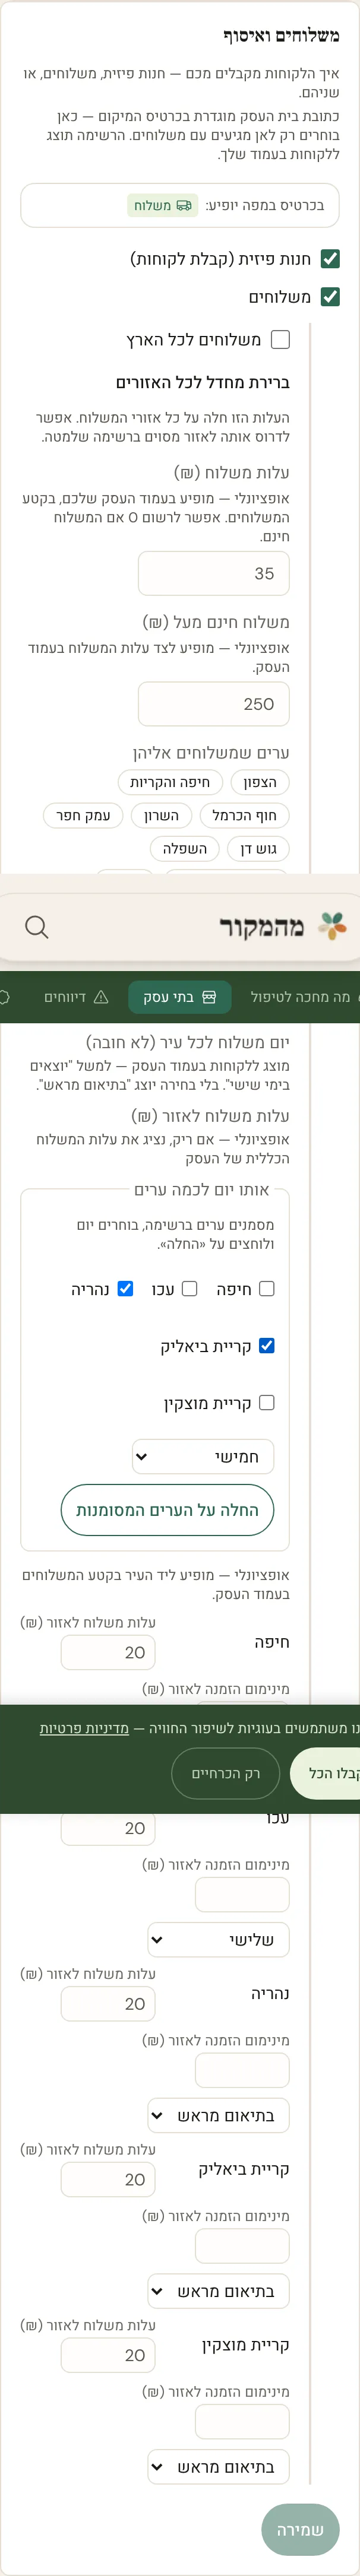 משלוחים ואיסוף
איך הלקוחות מקבלים מכם — חנות פיזית, משלוחים, או
שניהם.
כתובת בית העסק מוגדרת בכרטיס המיקום — כאן
בוחרים רק לאן מגיעים עם משלוחים. הרשימה תוצג
ללקוחות בעמוד שלך.
בכרטיס במפה יופיע: משלוח
חנות פיזית (קבלת לקוחות)
משלוחים
משלוחים לכל הארץ
ברירת מחדל לכל האזורים
העלות הזו חלה על כל אזורי המשלוח. אפשר
לדרוס אותה לאזור מסוים ברשימה שלמטה.
עלות משלוח (₪)
אופציונלי — מופיע בעמוד העסק שלכם, בקטע
המשלוחים. אפשר לרשום 0 אם המשלוח
חינם.
35
משלוח חינם מעל (₪)
אופציונלי — מופיע לצד עלות המשלוח בעמוד
העסק.
250
ערים שמשלוחים אליהן
הצפון חיפה והקריות
חוף הכרמל השרון עמק חפר
גוש דן השפלה
מהמקור
מה מחכה לטיפול בתי עסק דיווחים
יום משלוח לכל עיר (לא חובה)
מוצג ללקוחות בעמוד העסק — למשל "יוצאים
בימי שישי". בלי בחירה יוצג "בתיאום מראש".
עלות משלוח לאזור (₪)
אופציונלי — אם ריק, נציג את עלות המשלוח
הכללית של העסק
אותו יום לכמה ערים
מסמנים ערים ברשימה, בוחרים יום
ולוחצים על «החלה».
חיפה עכו נהריה
קריית ביאליק
קריית מוצקין
חמישי
החלה על הערים המסומנות
אופציונלי — מופיע ליד העיר בקטע המשלוחים
בעמוד העסק.
עלות משלוח לאזור (₪)
חיפה 20
מינימום הזמנה לאזור (₪)
נו משתמשים בעוגיות לשיפור החוויה — מדיניות פרטיות
קבלו הכל רק הכרחיים
עכו 20
מינימום הזמנה לאזור (₪)
שלישי
עלות משלוח לאזור (₪)
נהריה 20
מינימום הזמנה לאזור (₪)
בתיאום מראש
עלות משלוח לאזור (₪)
קריית ביאליק 20
מינימום הזמנה לאזור (₪)
בתיאום מראש
עלות משלוח לאזור (₪)
קריית מוצקין 20
מינימום הזמנה לאזור (₪)
בתיאום מראש
שמירה